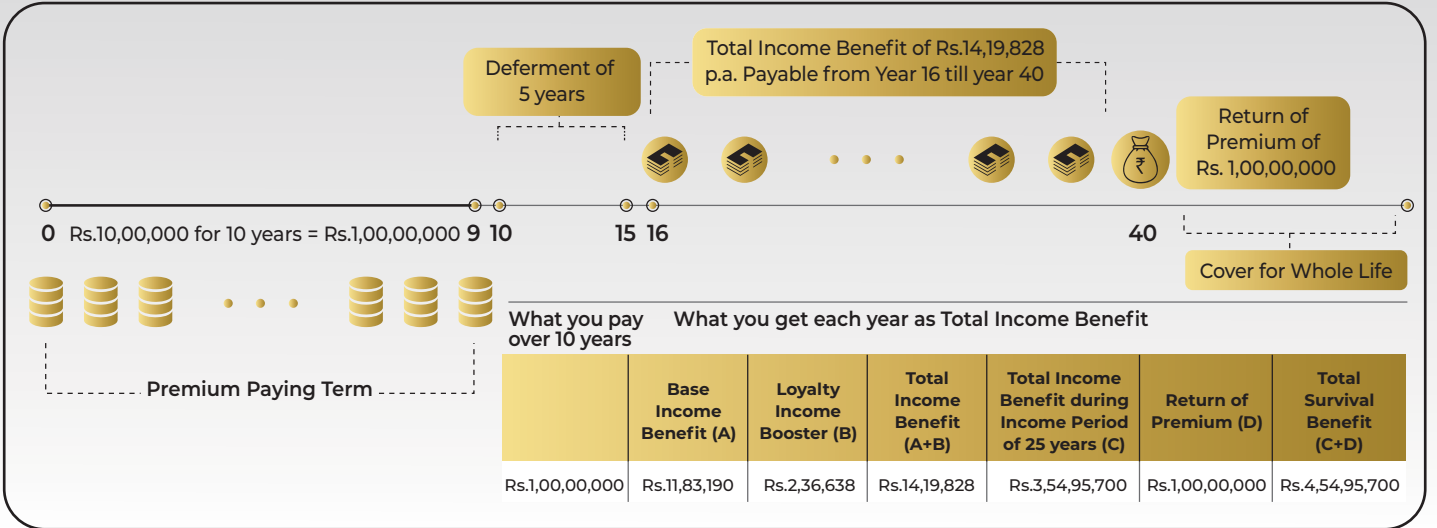 Deferment of
5 years
Total Income Benefit of Rs.14,19,828
p.a. Payable from Year 16 till year 40
Return of
Premium of
Rs. 1,00,00,000
₹
0 Rs.10,00,000 for 10 years = Rs.1,00,00,000 9 10 15 16 40
Cover for Whole Life
Premium Paying Term
What you pay
over 10 years
What you get each year as Total Income Benefit
Base
Income
Benefit (A)
Loyalty
Income
Booster (B)
Total
Income
Benefit
(A+B)
Total Income
Benefit during
Income Period
of 25 years (C)
Return of
Premium (D)
Total
Survival
Benefit
(C+D)
Rs.1,00,00,000 Rs.11,83,190 Rs.2,36,638 Rs.14,19,828 Rs.3,54,95,700 Rs.1,00,00,000 Rs.4,54,95,700